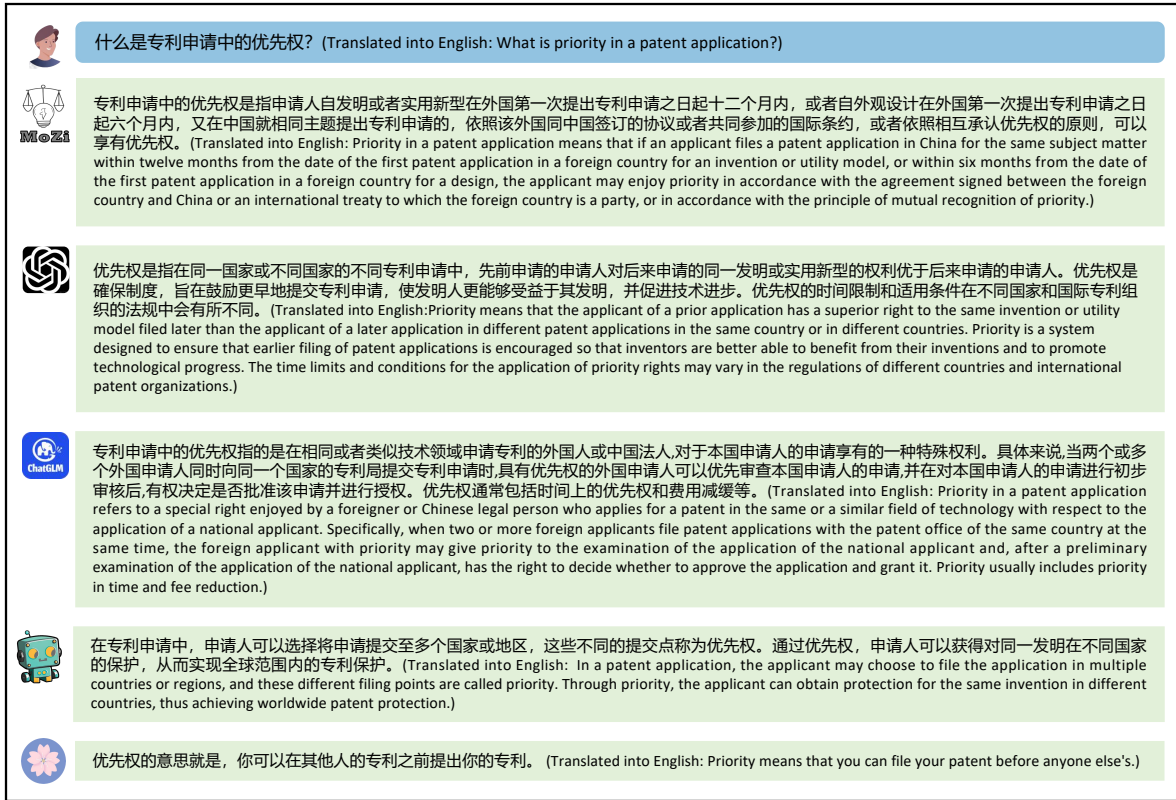 什么是专利申请中的优先权？(Translated into English: What is priority in a patent application?)
MoZi
专利申请中的优先权是指申请人自发明或者实用新型在外国第一次提出专利申请之日起十二个月内，或者自外观设计在外国第一次提出专利申请之日
起六个月内，又在中国就相同主题提出专利申请的，依照该外国同中国签订的协议或者共同参加的国际条约，或者依照相互承认优先权的原则，可以
享有优先权。(Translated into English: Priority in a patent application means that if an applicant files a patent application in China for the same subject matter
within twelve months from the date of the first patent application in a foreign country for an invention or utility model, or within six months from the date of
the first patent application in a foreign country for a design, the applicant may enjoy priority in accordance with the agreement signed between the foreign
country and China or an international treaty to which the foreign country is a party, or in accordance with the principle of mutual recognition of priority.)
优先权是指在同一国家或不同国家的不同专利申请中，先前申请的申请人对后来申请的同一发明或实用新型的权利优于后来申请的申请人。优先权是
確保制度，旨在鼓励更早地提交专利申请，使发明人更能够受益于其发明，并促进技术进步。优先权的时间限制和适用条件在不同国家和国际专利组
织的法规中会有所不同。(Translated into English:Priority means that the applicant of a prior application has a superior right to the same invention or utility
model filed later than the applicant of a later application in different patent applications in the same country or in different countries. Priority is a system
designed to ensure that earlier filing of patent applications is encouraged so that inventors are better able to benefit from their inventions and to promote
technological progress. The time limits and conditions for the application of priority rights may vary in the regulations of different countries and international
patent organizations.)
ChatGLM
专利申请中的优先权指的是在相同或者类似技术领域申请专利的外国人或中国法人,对于本国申请人的申请享有的一种特殊权利。具体来说,当两个或多
个外国申请人同时向同一个国家的专利局提交专利申请时,具有优先权的外国申请人可以优先审查本国申请人的申请,并在对本国申请人的申请进行初步
审核后,有权决定是否批准该申请并进行授权。优先权通常包括时间上的优先权和费用减缓等。(Translated into English: Priority in a patent application
refers to a special right enjoyed by a foreigner or Chinese legal person who applies for a patent in the same or a similar field of technology with respect to the
application of a national applicant. Specifically, when two or more foreign applicants file patent applications with the patent office of the same country at the
same time, the foreign applicant with priority may give priority to the examination of the application of the national applicant and, after a preliminary
examination of the application of the national applicant, has the right to decide whether to approve the application and grant it. Priority usually includes priority
in time and fee reduction.)
在专利申请中，申请人可以选择将申请提交至多个国家或地区，这些不同的提交点称为优先权。通过优先权，申请人可以获得对同一发明在不同国家
的保护，从而实现全球范围内的专利保护。(Translated into English: In a patent application, the applicant may choose to file the application in multiple
countries or regions, and these different filing points are called priority. Through priority, the applicant can obtain protection for the same invention in different
countries, thus achieving worldwide patent protection.)
优先权的意思就是，你可以在其他人的专利之前提出你的专利。 (Translated into English: Priority means that you can file your patent before anyone else's.)